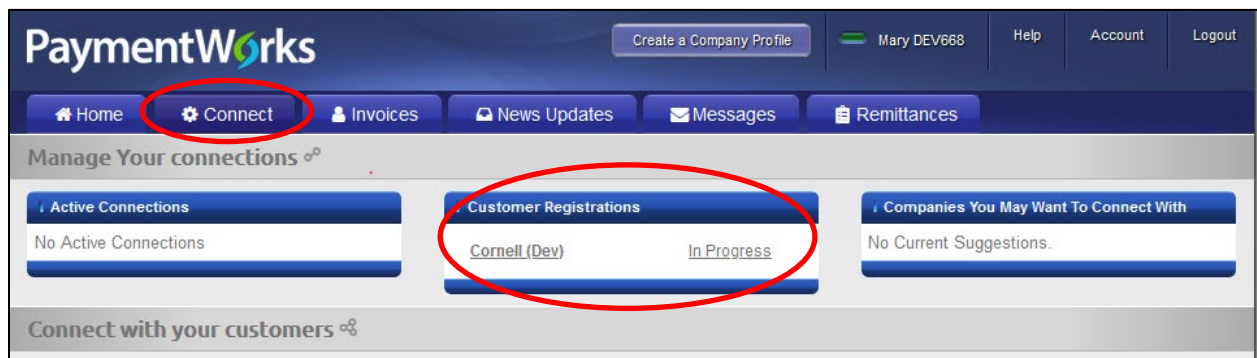 PaymentWorks
Create a Company Profile
Mary DEV668
Help
Account
Logout
Home
Connect
Invoices
News Updates
Messages
Remittances
Manage Your connections
Active Connections
No Active Connections
Customer Registrations
Cornell (Dev) In Progress
Companies You May Want To Connect With
No Current Suggestions.
Connect with your customers